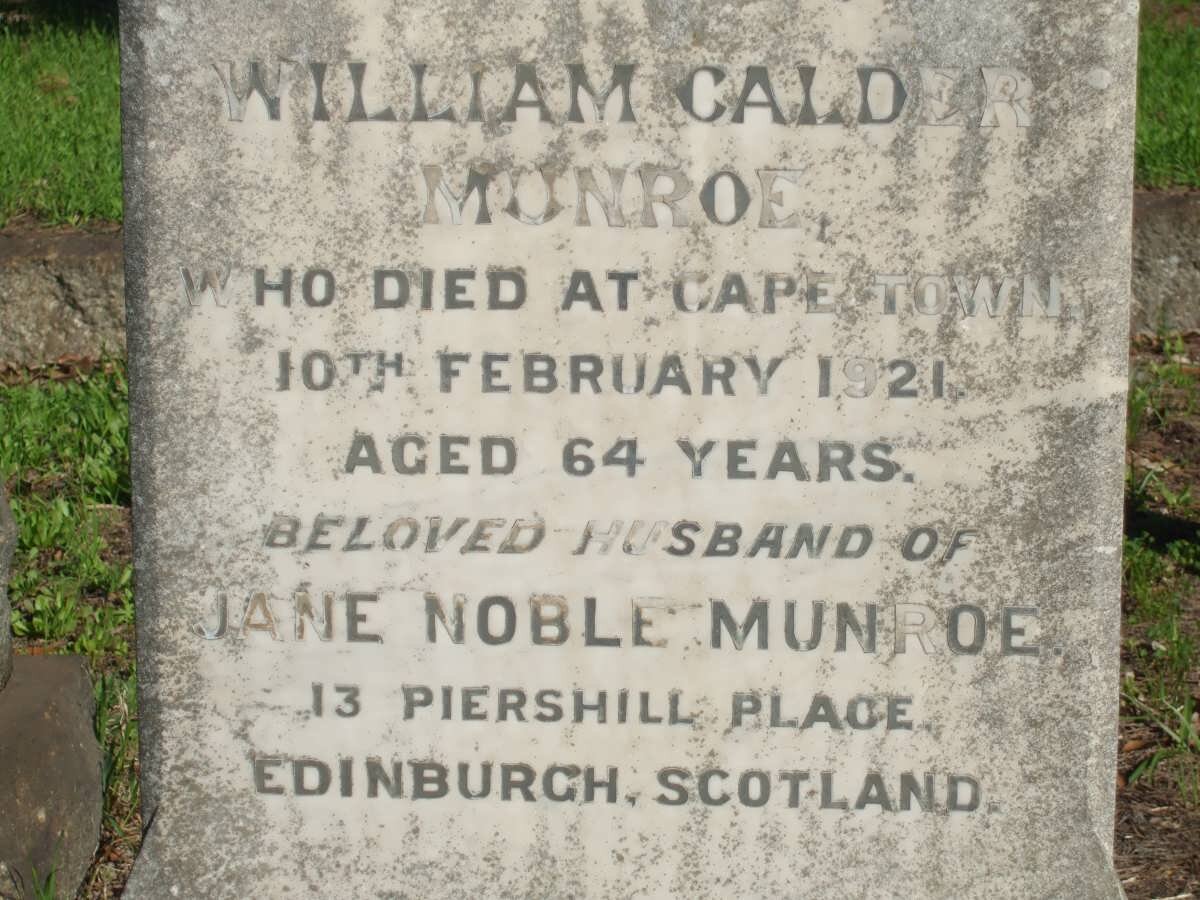 WILLIAM CALDER
MUNROE,
WHO DIED AT CAPE TOWN.
10TH FEBRUARY 1921.
AGED 64 YEARS.
BELOVED HUSBAND OF
JANE NOBLE MUNROE.
13 PIERSHILL PLACE.
EDINBURGH, SCOTLAND.